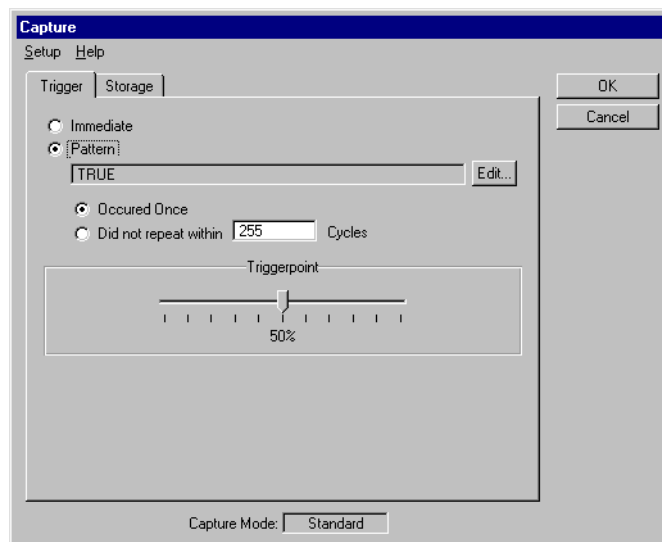 Capture
Setup Help
Trigger Storage
OK
Cancel
Immediate
Pattern
TRUE
Edit...
Occured Once
Did not repeat within 255 Cycles
Triggerpoint
50%
Capture Mode: Standard